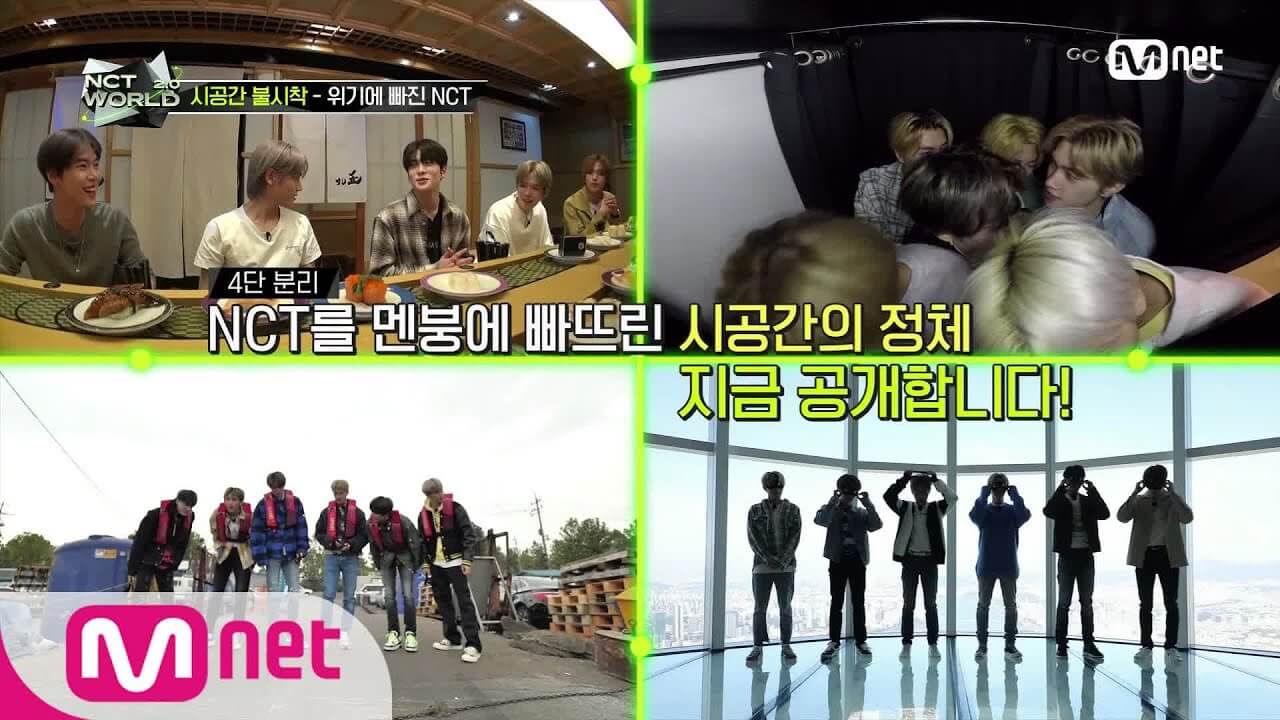 NCT 2.0
WORLD
시공간 불시착 - 위기에 빠진 NCT
Mnet
4단 분리
NCT를 멘붕에 빠뜨린 시공간의 정체
지금 공개합니다!
Mnet